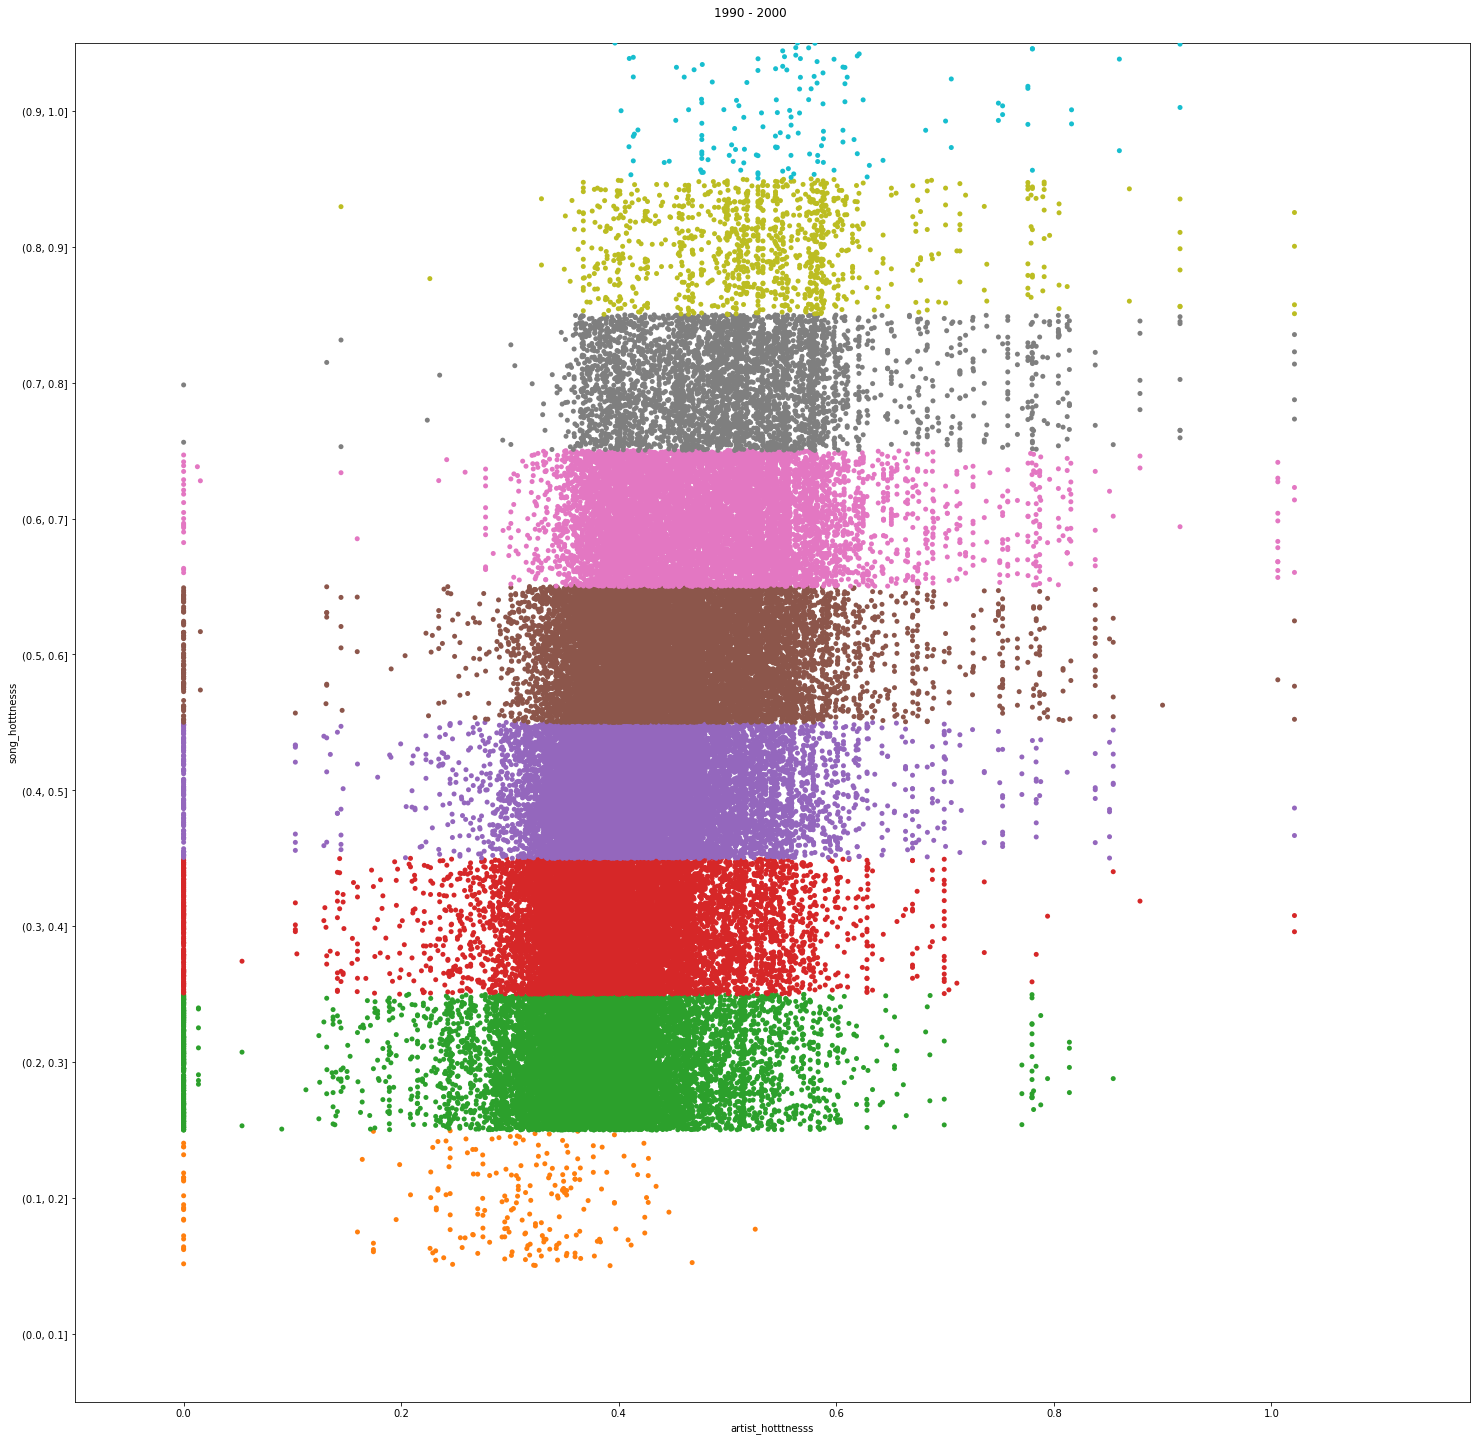 1990 - 2000
(0.9, 1.0]
(0.8, 0.9]
(0.7, 0.8]
(0.6, 0.7]
(0.5, 0.6]
song_hotttnesss
(0.4, 0.5]
(0.3, 0.4]
(0.2, 0.3]
(0.1, 0.2]
(0.0, 0.1]
0.0 0.2 0.4 0.6 0.8 1.0
artist_hotttnesss